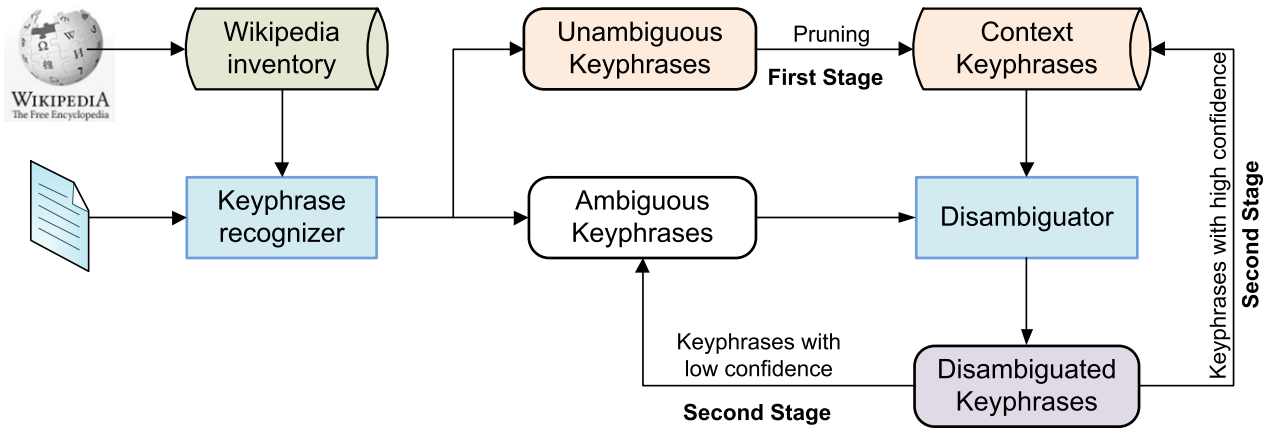 WIKIPEDIA
The Free Encyclopedia
Wikipedia
inventory
Unambiguous
Keyphrases
Pruning
First Stage
Context
Keyphrases
Keyphrase
recognizer
Ambiguous
Keyphrases
Disambiguator
Keyphrases with high confidence
Second Stage
Keyphrases with
low confidence
Second Stage
Disambiguated
Keyphrases